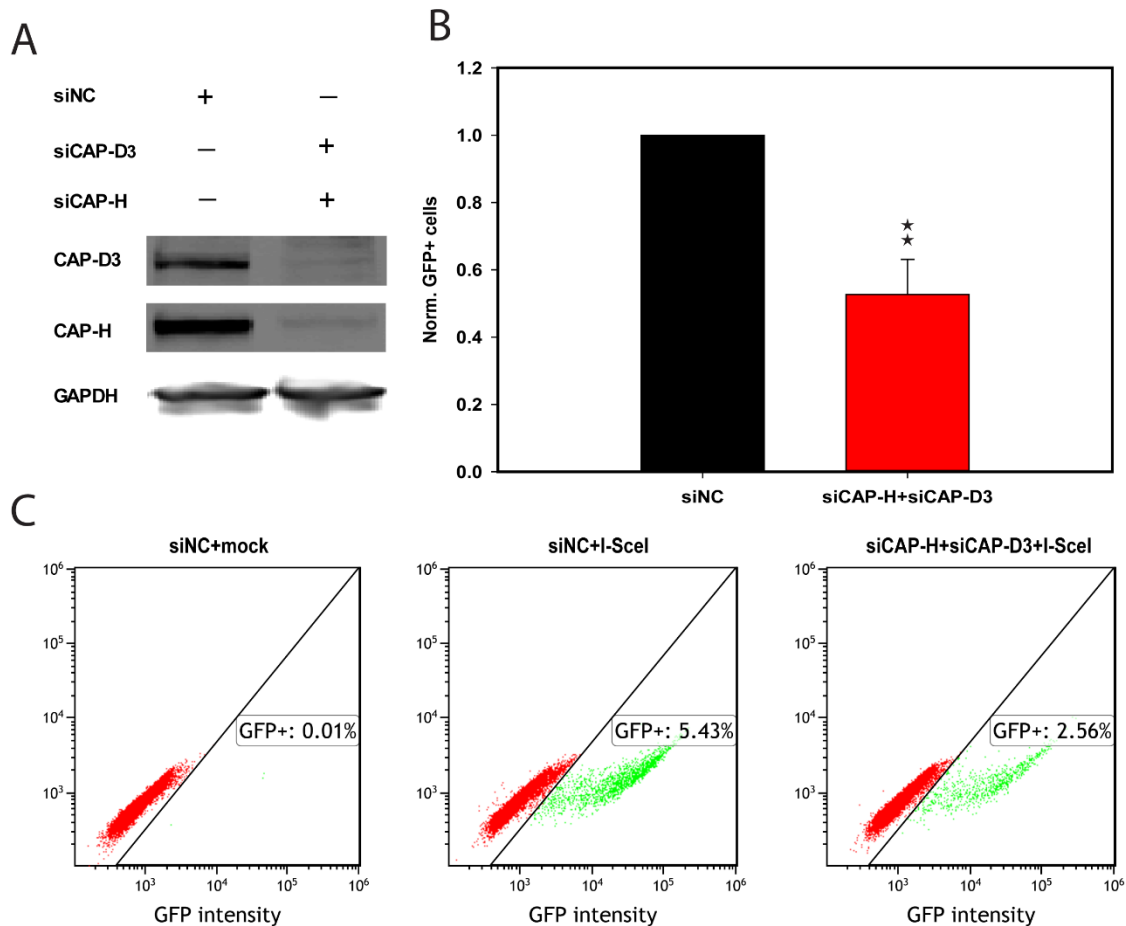 A
siNC + –
siCAP-D3 – +
siCAP-H – +
CAP-D3
CAP-H
GAPDH
B
1.2
1.0
0.8
0.6
0.4
0.2
0.0
Norm. GFP+ cells
★
★
siNC siCAP-H+siCAP-D3
C
siNC+mock
10⁶
10⁵
10⁴
10³
GFP+: 0.01%
10³ 10⁴ 10⁵ 10⁶
GFP intensity
siNC+I-SceI
10⁶
10⁵
10⁴
10³
GFP+: 5.43%
10³ 10⁴ 10⁵ 10⁶
GFP intensity
siCAP-H+siCAP-D3+I-SceI
10⁶
10⁵
10⁴
10³
GFP+: 2.56%
10³ 10⁴ 10⁵ 10⁶
GFP intensity